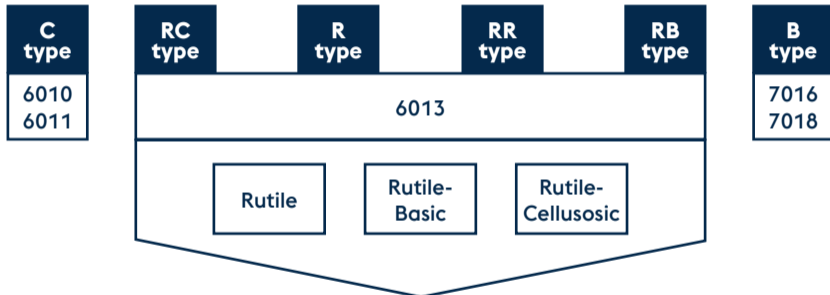 C
type
RC
type
R
type
RR
type
RB
type
B
type
6010
6011
6013
7016
7018
Rutile
Rutile-
Basic
Rutile-
Cellusosic